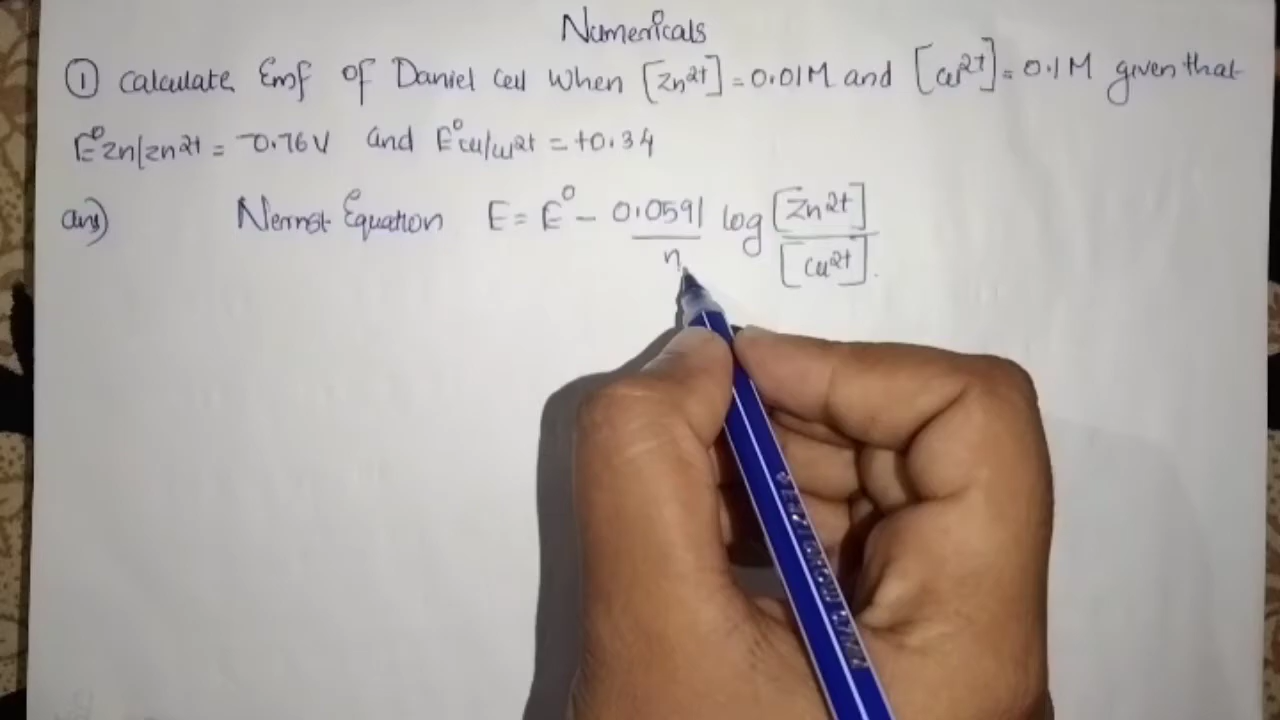 Numericals
① Calculate Emf of Daniel Cell When [Zn2+] = 0.01M and [Cu2+] = 0.1M given that
E°Zn/Zn2+ = -0.76V and E°Cu/Cu2+ = +0.34
ans) Nernst Equation E = E° - 0.0591/n log [Zn2+]/[Cu2+].